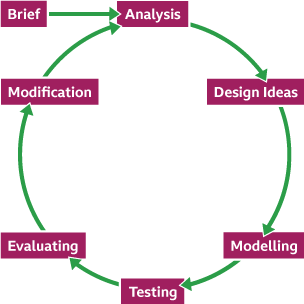 Brief
Analysis
Design Ideas
Modelling
Testing
Evaluating
Modification